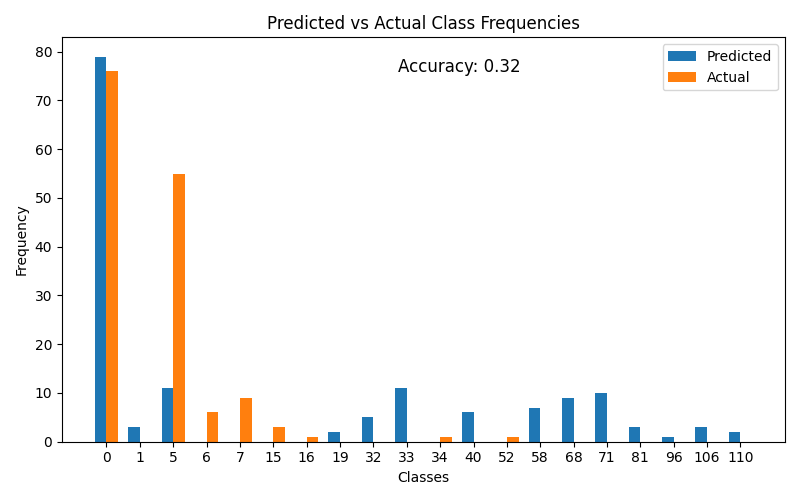 Predicted vs Actual Class Frequencies
Accuracy: 0.32
Predicted
Actual
80
70
60
50
40
30
20
10
0
Frequency
0 1 5 6 7 15 16 19 32 33 34 40 52 58 68 71 81 96 106 110
Classes